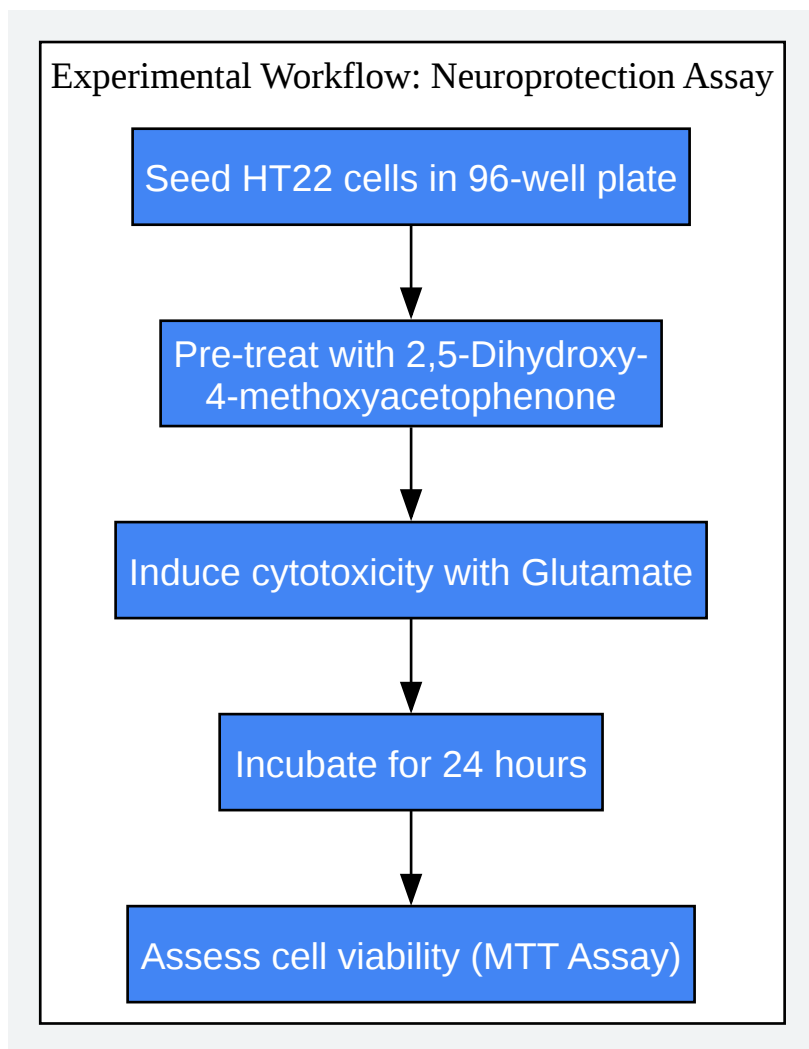 Experimental Workflow: Neuroprotection Assay
Seed HT22 cells in 96-well plate
Pre-treat with 2,5-Dihydroxy-
4-methoxyacetophenone
Induce cytotoxicity with Glutamate
Incubate for 24 hours
Assess cell viability (MTT Assay)